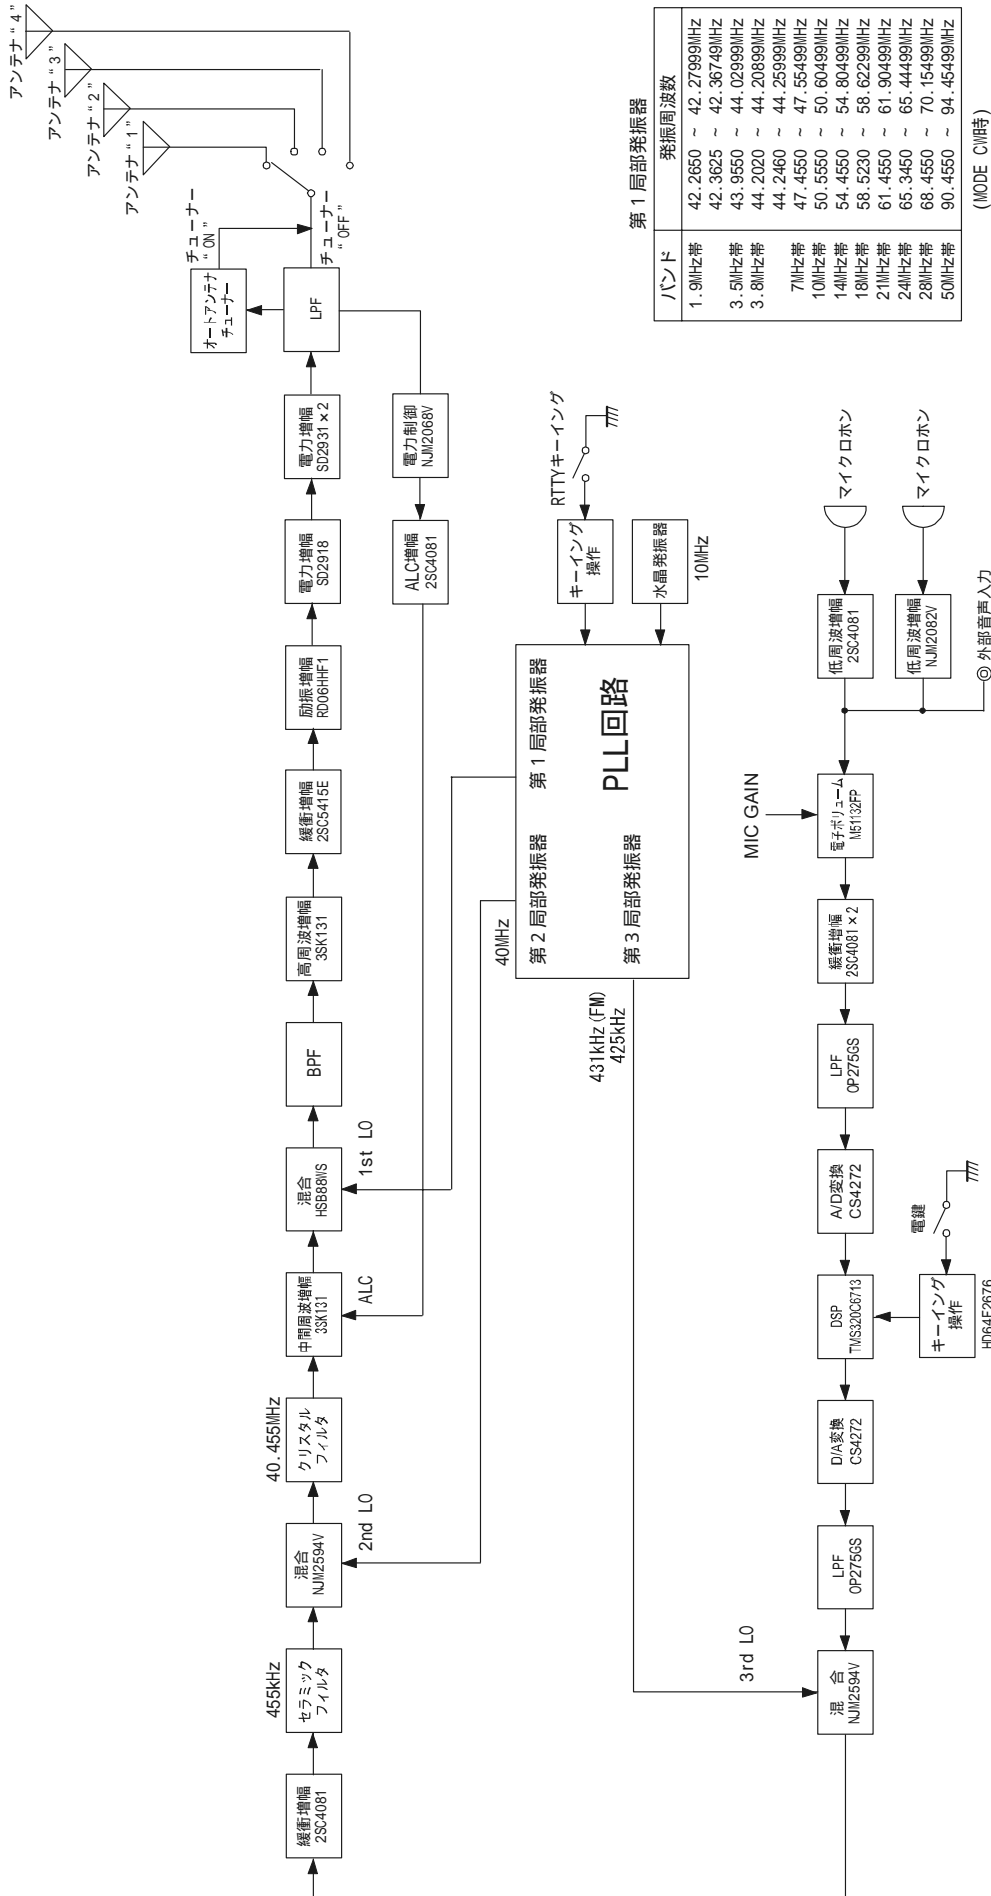 アンテナ“4”
アンテナ“3”
アンテナ“2”
アンテナ“1”
チューナー
“ON”
チューナー
“OFF”
オートアンテナ
チューナー
緩衝増幅
2SC4081
455kHz
セラミック
フィルタ
混合
NJM2594V
2nd LO
40.455MHz
クリスタル
フィルタ
中間周波増幅
3SK131
ALC
混合
HSB88WS
1st LO
BPF
高周波増幅
3SK131
緩衝増幅
2SC5415E
励振増幅
RD06HHF1
電力増幅
SD2918
電力増幅
SD2931×2
LPF
ALC増幅
2SC4081
電力制御
NJM2068V
40MHz
第2局部発振器
第1局部発振器
PLL回路
第3局部発振器
431kHz(FM)
425kHz
RTTYキーイング
キーイング
操作
水晶発振器
10MHz
第1局部発振器
バンド 発振周波数
1.9MHz帯 42.2650 ~ 42.27999MHz
42.3625 ~ 42.36749MHz
3.5MHz帯 43.9550 ~ 44.02999MHz
3.8MHz帯 44.2020 ~ 44.20899MHz
44.2460 ~ 44.25999MHz
7MHz帯 47.4550 ~ 47.55499MHz
10MHz帯 50.5550 ~ 50.60499MHz
14MHz帯 54.4550 ~ 54.80499MHz
18MHz帯 58.5230 ~ 58.62299MHz
21MHz帯 61.4550 ~ 61.90499MHz
24MHz帯 65.3450 ~ 65.44499MHz
28MHz帯 68.4550 ~ 70.15499MHz
50MHz帯 90.4550 ~ 94.45499MHz
(MODE CW時)
3rd LO
混 合
NJM2594V
LPF
OP275GS
D/A変換
CS4272
DSP
TMS320C6713
A/D変換
CS4272
LPF
OP275GS
緩衝増幅
2SC4081×2
MIC GAIN
電子ボリューム
M51132FP
低周波増幅
2SC4081
マイクロホン
低周波増幅
NJM2082V
マイクロホン
外部音声入力
電鍵
キーイング
操作
HD64F2676